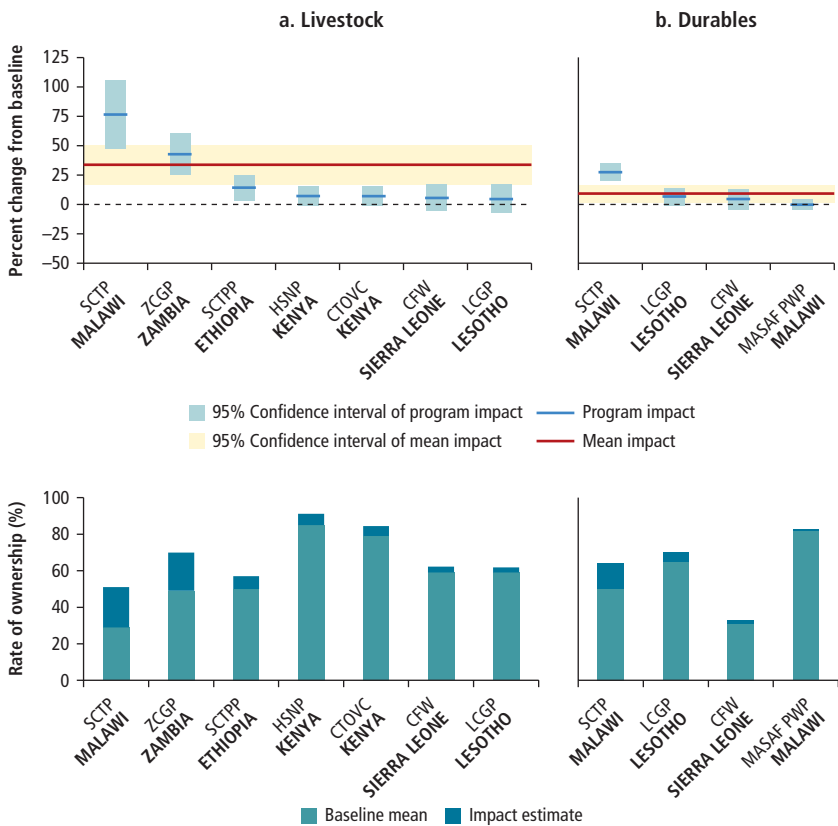 a. Livestock
b. Durables
Percent change from baseline
125
100
75
50
25
0
−25
−50
SCTP
MALAWI
ZCGP
ZAMBIA
SCTPP
ETHIOPIA
HSNP
KENYA
CTOVC
KENYA
CFW
SIERRA LEONE
LCGP
LESOTHO
SCTP
MALAWI
LCGP
LESOTHO
CFW
SIERRA LEONE
MASAF PWP
MALAWI
95% Confidence interval of program impact
Program impact
95% Confidence interval of mean impact
Mean impact
Rate of ownership (%)
100
80
60
40
20
0
SCTP
MALAWI
ZCGP
ZAMBIA
SCTPP
ETHIOPIA
HSNP
KENYA
CTOVC
KENYA
CFW
SIERRA LEONE
LCGP
LESOTHO
SCTP
MALAWI
LCGP
LESOTHO
CFW
SIERRA LEONE
MASAF PWP
MALAWI
Baseline mean
Impact estimate